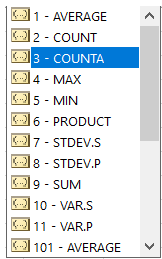 1 - AVERAGE
2 - COUNT
3 - COUNTA
4 - MAX
5 - MIN
6 - PRODUCT
7 - STDEV.S
8 - STDEV.P
9 - SUM
10 - VAR.S
11 - VAR.P
101 - AVERAGE